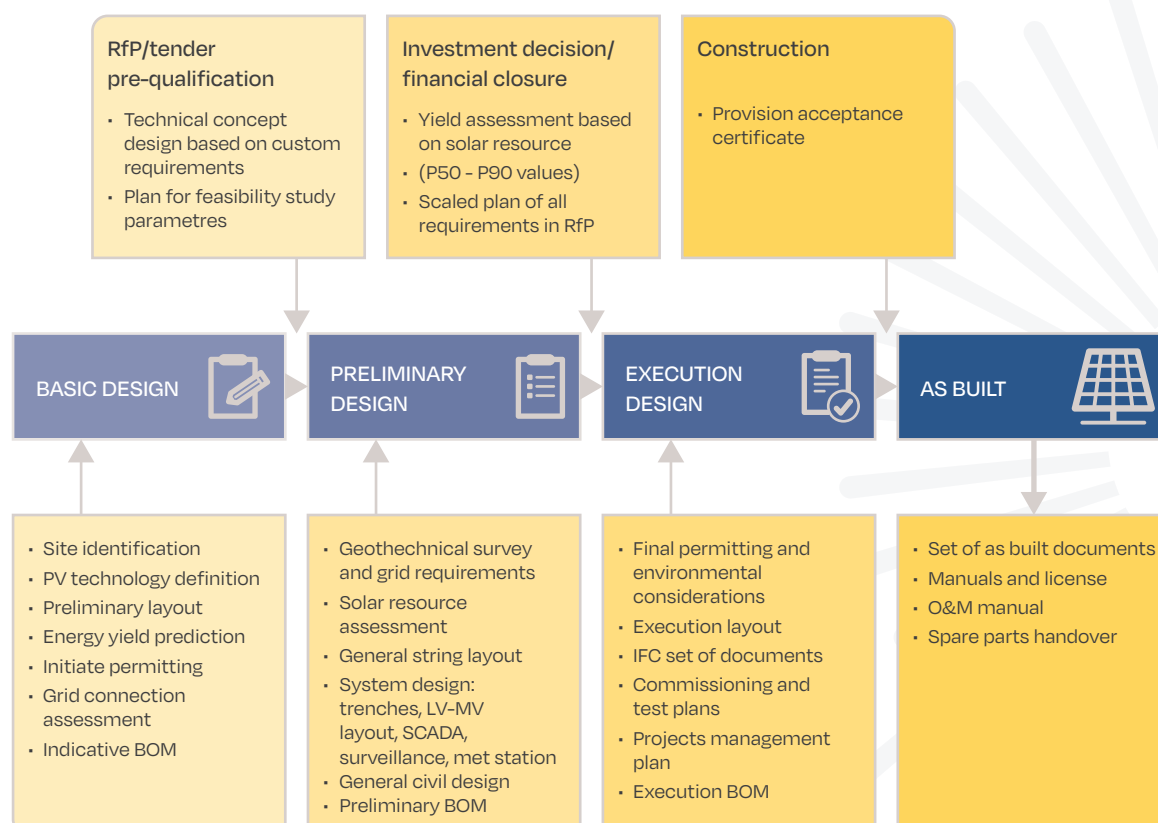 RfP/tender
pre-qualification
• Technical concept
design based on custom
requirements
• Plan for feasibility study
parametres
Investment decision/
financial closure
• Yield assessment based
on solar resource
• (P50 - P90 values)
• Scaled plan of all
requirements in RfP
Construction
• Provision acceptance
certificate
BASIC DESIGN
PRELIMINARY
DESIGN
EXECUTION
DESIGN
AS BUILT
• Site identification
• PV technology definition
• Preliminary layout
• Energy yield prediction
• Initiate permitting
• Grid connection
assessment
• Indicative BOM
• Geothechnical survey
and grid requirements
• Solar resource
assessment
• General string layout
• System design:
trenches, LV-MV
layout, SCADA,
surveillance, met station
• General civil design
• Preliminary BOM
• Final permitting and
environmental
considerations
• Execution layout
• IFC set of documents
• Commissioning and
test plans
• Projects management
plan
• Execution BOM
• Set of as built documents
• Manuals and license
• O&M manual
• Spare parts handover